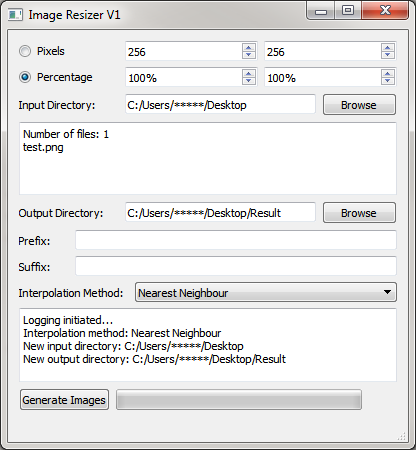 Image Resizer V1
Pixels 256 256
Percentage 100% 100%
Input Directory: C:/Users/*****/Desktop Browse
Number of files: 1
test.png
Output Directory: C:/Users/*****/Desktop/Result Browse
Prefix:
Suffix:
Interpolation Method: Nearest Neighbour
Logging initiated...
Interpolation method: Nearest Neighbour
New input directory: C:/Users/*****/Desktop
New output directory: C:/Users/*****/Desktop/Result
Generate Images